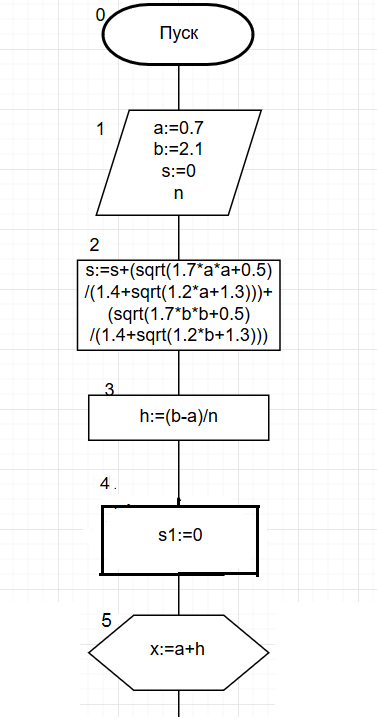 0
Пуск
1
a:=0.7
b:=2.1
s:=0
n
2
s:=s+(sqrt(1.7*a*a+0.5)
/(1.4+sqrt(1.2*a+1.3)))+
(sqrt(1.7*b*b+0.5)
/(1.4+sqrt(1.2*b+1.3)))
3
h:=(b-a)/n
4
s1:=0
5
x:=a+h